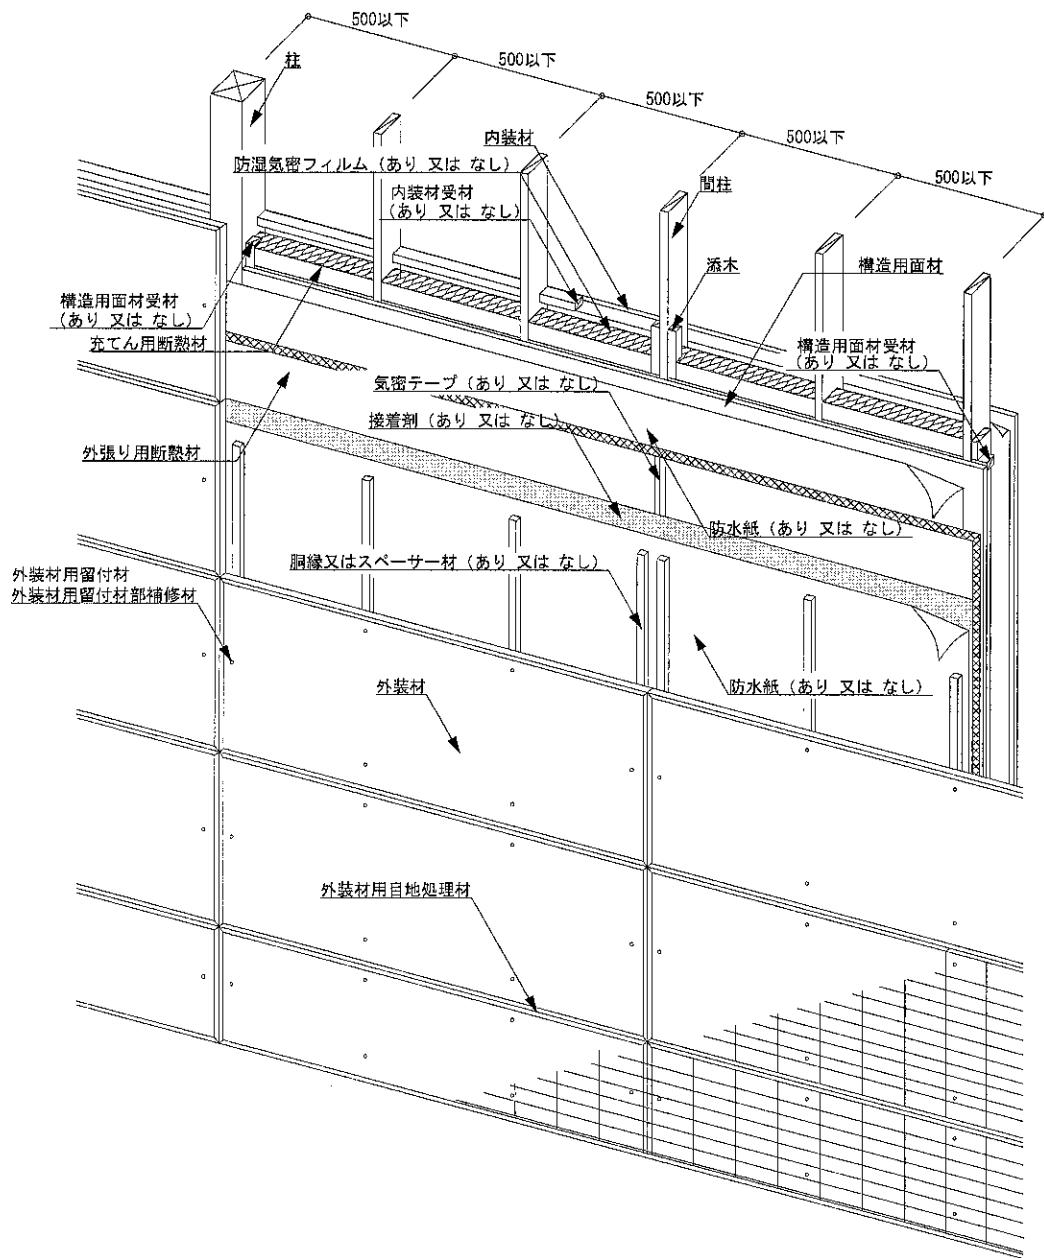 500以下
500以下
500以下
500以下
500以下
柱
内装材
防湿気密フィルム (あり 又は なし)
内装材受材
(あり 又は なし)
間柱
添木
構造用面材
構造用面材受材
(あり 又は なし)
充てん用断熱材
構造用面材受材
(あり 又は なし)
気密テープ (あり 又は なし)
接着剤 (あり 又は なし)
外張り用断熱材
防水紙 (あり 又は なし)
胴縁又はスペーサー材 (あり 又は なし)
外装材用留付材
外装材用留付材部補修材
外装材
防水紙 (あり 又は なし)
外装材用目地処理材